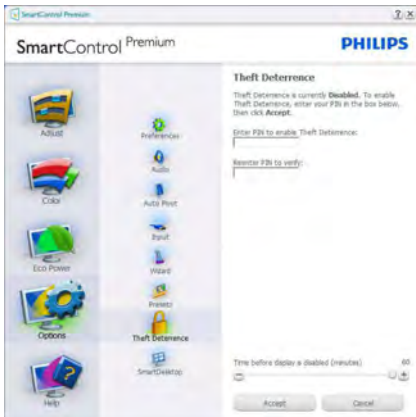 SmartControl Premium
SmartControl Premium
PHILIPS
Adjust
Color
Eco Power
Options
Help
Preferences
Audio
Auto Pivot
Input
Wizard
Presets
Theft Deterrence
SmartDesktop
Theft Deterrence
Theft Deterrence is currently Disabled. To enable
Theft Deterrence, enter your PIN in the box below,
then click Accept.
Enter PIN to enable Theft Deterrence:
Reenter PIN to verify:
Time before display is disabled (minutes) 60
Accept Cancel